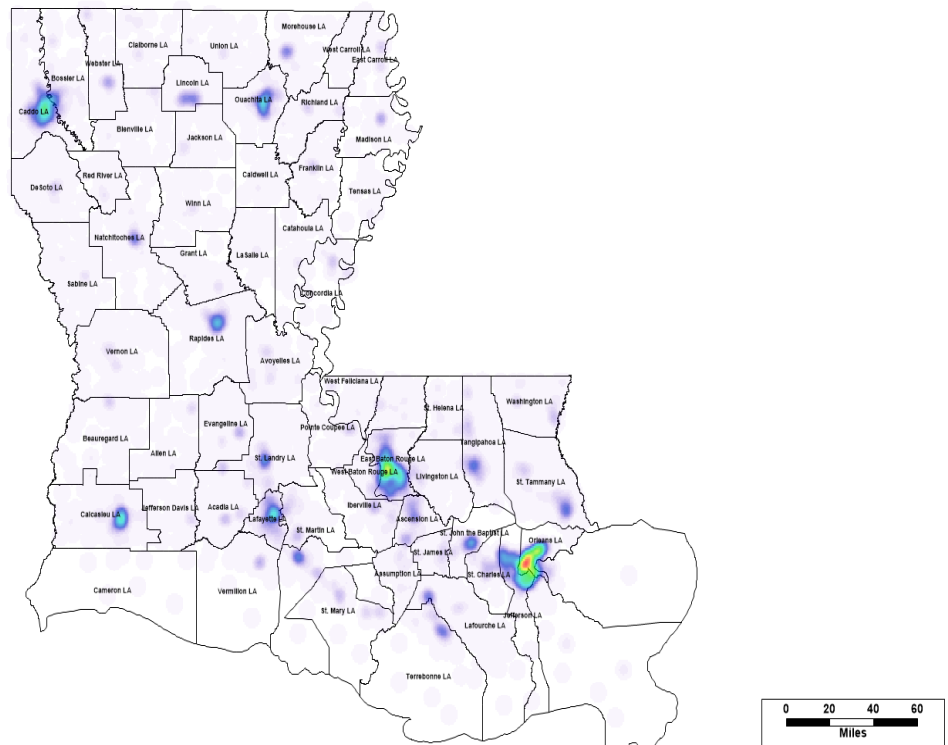 Morehouse LA
Claiborne LA
Union LA
West Carroll LA
East Carroll LA
Webster LA
Bossier LA
Lincoln LA
Ouachita LA
Richland LA
Caddo LA
Bienville LA
Jackson LA
Madison LA
Franklin LA
Caldwell LA
Red River LA
DeSoto LA
Tensas LA
Winn LA
Catahoula LA
Natchitoches LA
Grant LA
LaSalle LA
Sabine LA
Concordia LA
Rapides LA
Vernon LA
Avoyelles LA
West Feliciana LA
Washington LA
St. Helena LA
Evangeline LA
Pointe Coupee LA
Beauregard LA
Tangipahoa LA
Allen LA
St. Landry LA
East Baton Rouge LA
West Baton Rouge LA
Livingston LA
St. Tammany LA
Iberville LA
Jefferson Davis LA
Acadia LA
Calcasieu LA
Lafayette LA
Ascension LA
St. Martin LA
St. John the Baptist LA
Orleans LA
St. James LA
Assumption LA
St. Charles LA
Cameron LA
Vermilion LA
St. Mary LA
Jefferson LA
Lafourche LA
Terrebonne LA
0 20 40 60
Miles